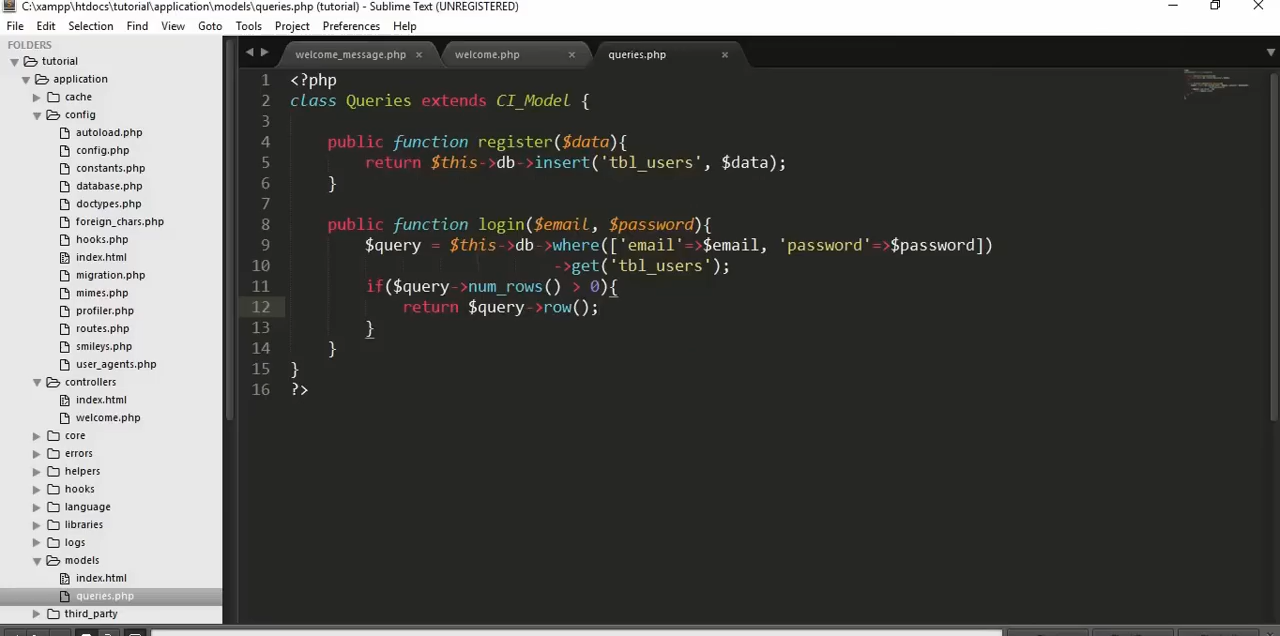 C:\xampp\htdocs\tutorial\application\models\queries.php (tutorial) - Sublime Text (UNREGISTERED)
File Edit Selection Find View Goto Tools Project Preferences Help
FOLDERS
tutorial
application
cache
config
autoload.php
config.php
constants.php
database.php
doctypes.php
foreign_chars.php
hooks.php
index.html
migration.php
mimes.php
profiler.php
routes.php
smileys.php
user_agents.php
controllers
index.html
welcome.php
core
errors
helpers
hooks
language
libraries
logs
models
index.html
queries.php
third_party
welcome_message.php × welcome.php × queries.php ×
1 <?php
2 class Queries extends CI_Model {
3
4 public function register($data){
5 return $this->db->insert('tbl_users', $data);
6 }
7
8 public function login($email, $password){
9 $query = $this->db->where(['email'=>$email, 'password'=>$password])
10 ->get('tbl_users');
11 if($query->num_rows() > 0){
12 return $query->row();
13 }
14 }
15 }
16 ?>